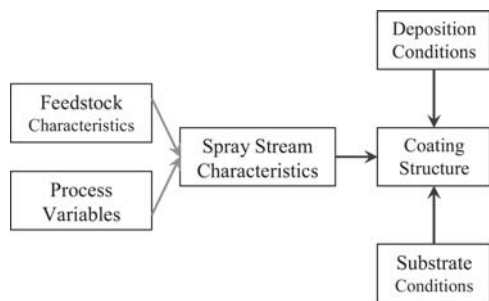 Deposition
Conditions
Feedstock
Characteristics
Spray Stream
Characteristics
Coating
Structure
Process
Variables
Substrate
Conditions